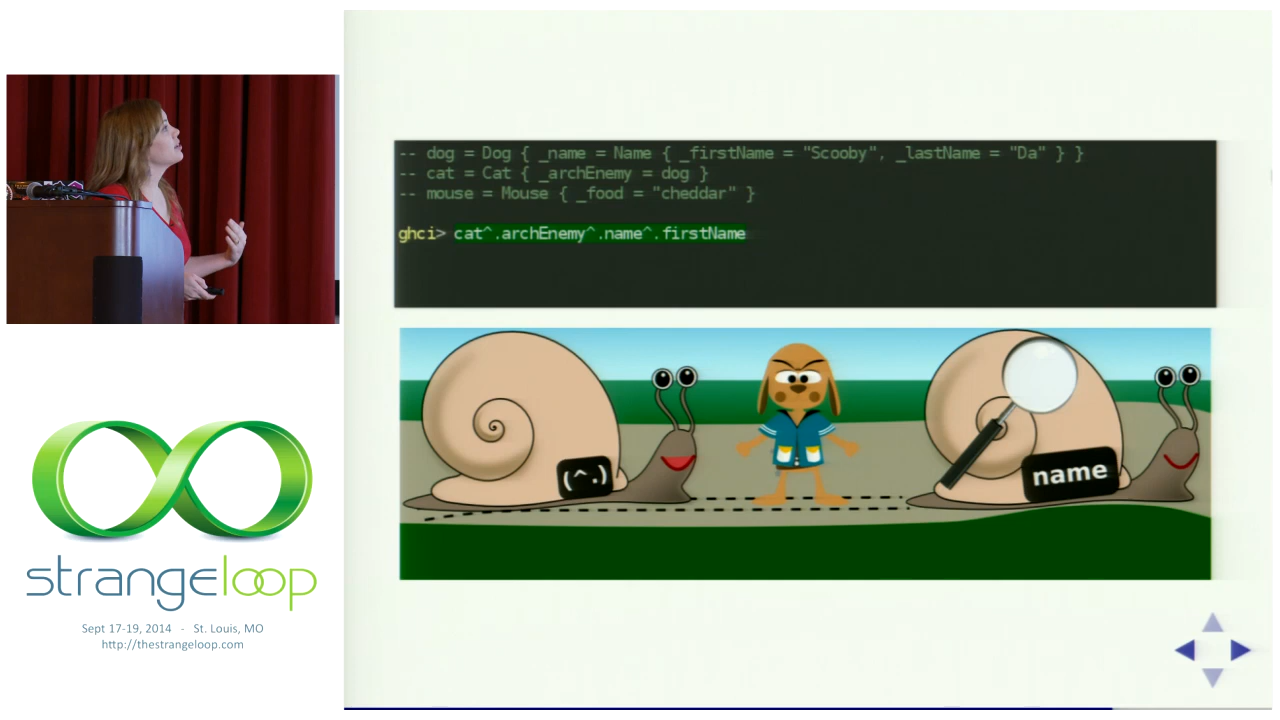 -- dog = Dog { _name = Name { _firstName = "Scooby", _lastName = "Da" } }
-- cat = Cat { _archEnemy = dog }
-- mouse = Mouse { _food = "cheddar" }
ghci> cat^.archEnemy^.name^.firstName
(^.)
name
strangeloop
Sept 17-19, 2014 - St. Louis, MO
http://thestrangeloop.com